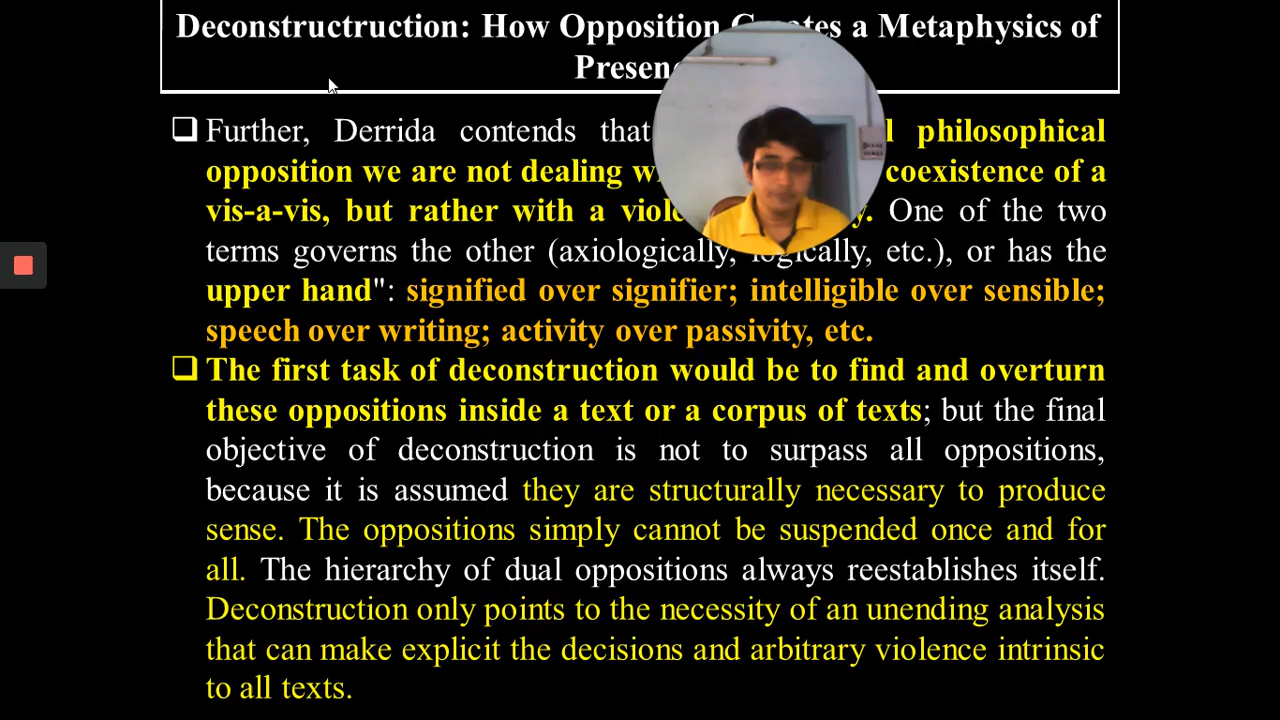 Deconstructruction: How Opposition Creates a Metaphysics of
Presence
Further, Derrida contends that philosophical
opposition we are not dealing coexistence of a
vis-a-vis, but rather with a One of the two
terms governs the other (axiologically, logically, etc.), or has the
upper hand": signified over signifier; intelligible over sensible;
speech over writing; activity over passivity, etc.
The first task of deconstruction would be to find and overturn
these oppositions inside a text or a corpus of texts; but the final
objective of deconstruction is not to surpass all oppositions,
because it is assumed they are structurally necessary to produce
sense. The oppositions simply cannot be suspended once and for
all. The hierarchy of dual oppositions always reestablishes itself.
Deconstruction only points to the necessity of an unending analysis
that can make explicit the decisions and arbitrary violence intrinsic
to all texts.